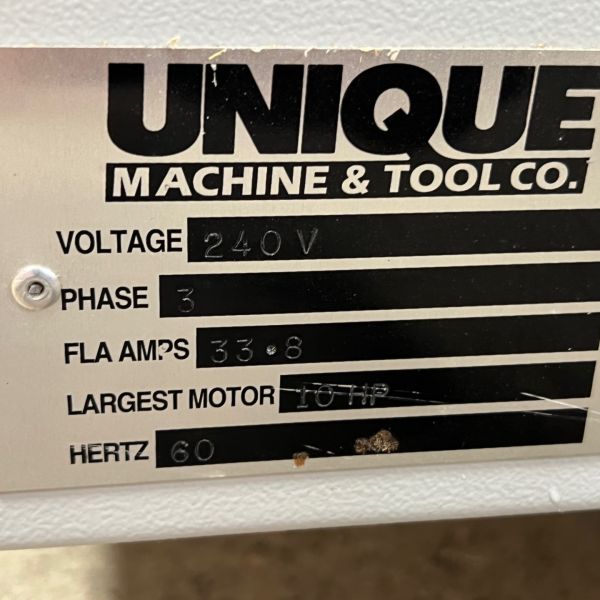 UNIQUE
MACHINE & TOOL CO.
VOLTAGE 240 V
PHASE 3
FLA AMPS 33.8
LARGEST MOTOR 10 HP
HERTZ 60